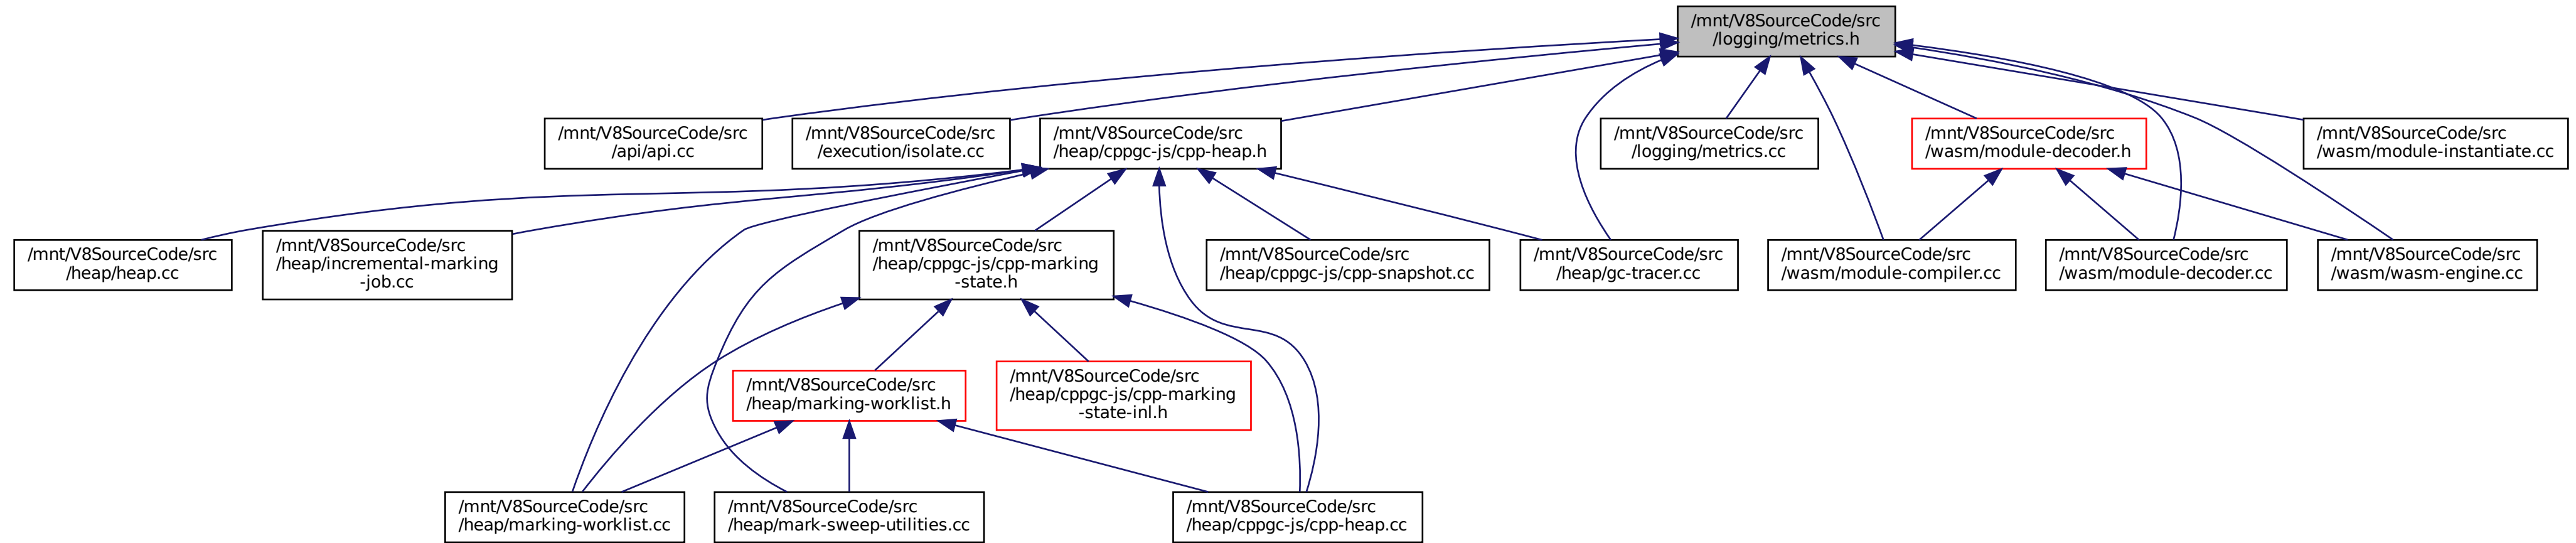 /mnt/V8SourceCode/src
/logging/metrics.h
/mnt/V8SourceCode/src
/api/api.cc
/mnt/V8SourceCode/src
/execution/isolate.cc
/mnt/V8SourceCode/src
/heap/cppgc-js/cpp-heap.h
/mnt/V8SourceCode/src
/logging/metrics.cc
/mnt/V8SourceCode/src
/wasm/module-decoder.h
/mnt/V8SourceCode/src
/wasm/module-instantiate.cc
/mnt/V8SourceCode/src
/heap/heap.cc
/mnt/V8SourceCode/src
/heap/incremental-marking
-job.cc
/mnt/V8SourceCode/src
/heap/cppgc-js/cpp-marking
-state.h
/mnt/V8SourceCode/src
/heap/cppgc-js/cpp-snapshot.cc
/mnt/V8SourceCode/src
/heap/gc-tracer.cc
/mnt/V8SourceCode/src
/wasm/module-compiler.cc
/mnt/V8SourceCode/src
/wasm/module-decoder.cc
/mnt/V8SourceCode/src
/wasm/wasm-engine.cc
/mnt/V8SourceCode/src
/heap/marking-worklist.h
/mnt/V8SourceCode/src
/heap/cppgc-js/cpp-marking
-state-inl.h
/mnt/V8SourceCode/src
/heap/marking-worklist.cc
/mnt/V8SourceCode/src
/heap/mark-sweep-utilities.cc
/mnt/V8SourceCode/src
/heap/cppgc-js/cpp-heap.cc